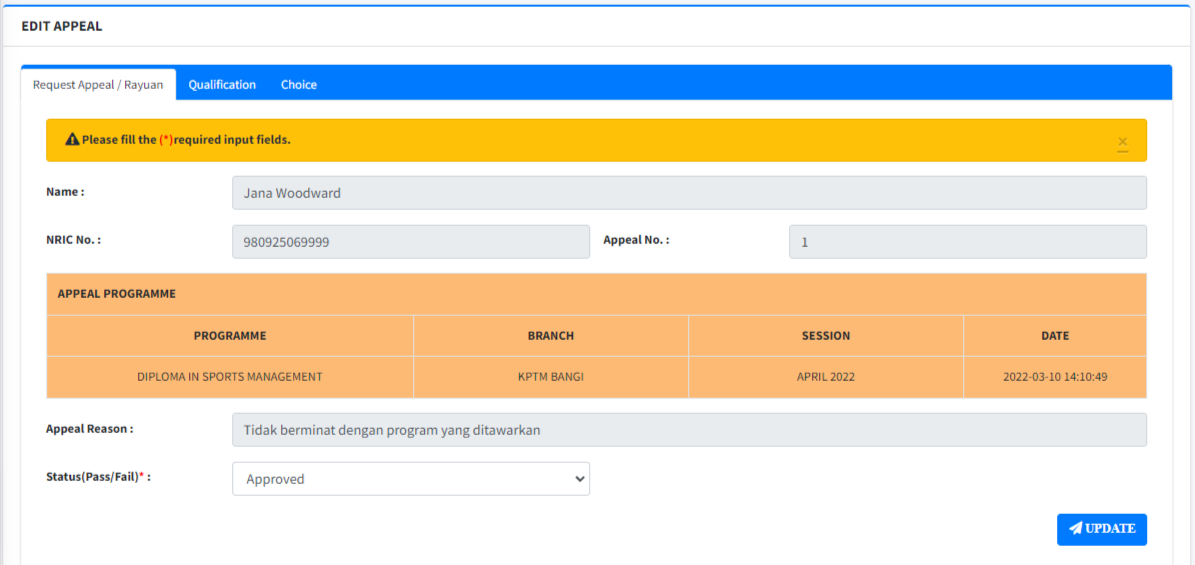 EDIT APPEAL
Request Appeal / Rayuan Qualification Choice
Please fill the (*)required input fields. ×
Name : Jana Woodward
NRIC No. : 980925069999 Appeal No. : 1
APPEAL PROGRAMME
PROGRAMME BRANCH SESSION DATE
DIPLOMA IN SPORTS MANAGEMENT KPTM BANGI APRIL 2022 2022-03-10 14:10:49
Appeal Reason : Tidak berminat dengan program yang ditawarkan
Status(Pass/Fail)* : Approved
UPDATE